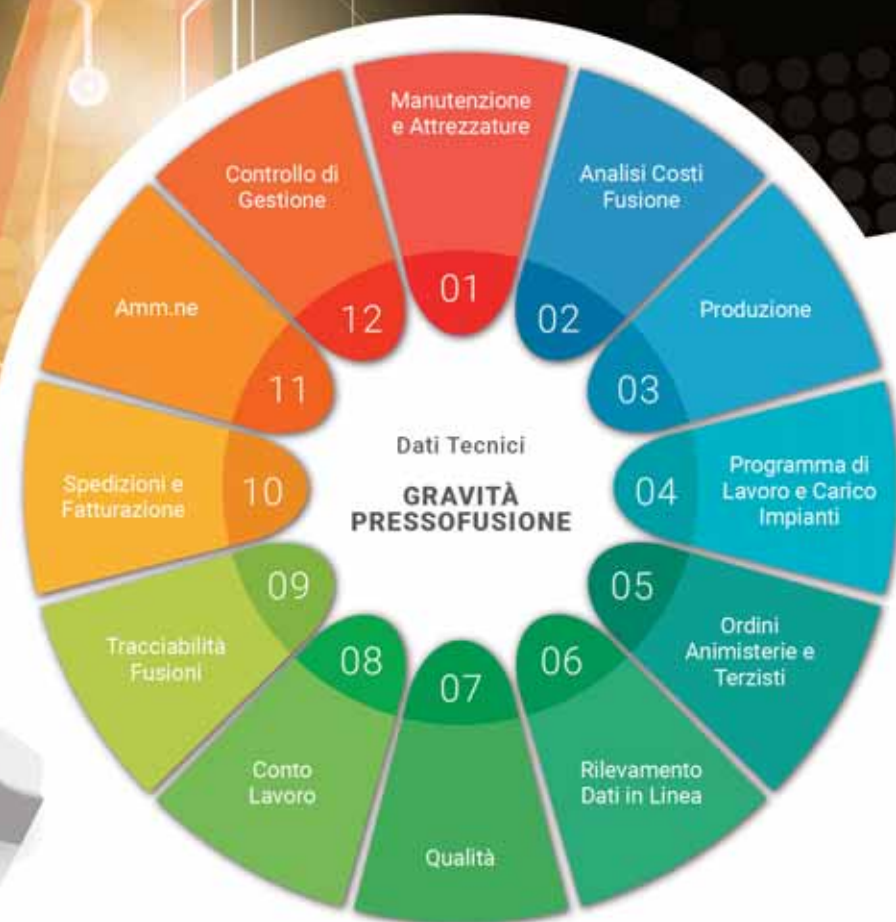 Manutenzione
e Attrezzature
01
Analisi Costi
Fusione
02
Produzione
03
Programma di
Lavoro e Carico
Impianti
04
Ordini
Animisterie e
Terzisti
05
Rilevamento
Dati in Linea
06
Qualità
07
Conto
Lavoro
08
Tracciabilità
Fusioni
09
Spedizioni e
Fatturazione
10
Amm.ne
11
Controllo di
Gestione
12
Dati Tecnici
GRAVITÀ
PRESSOFUSIONE